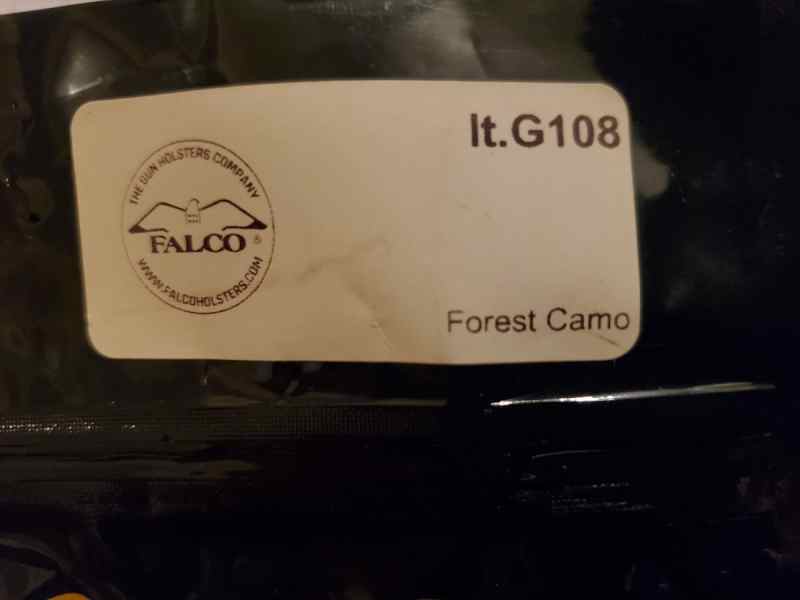 It.G108
THE GUN HOLSTERS COMPANY
FALCO®
WWW.FALCOHOLSTERS.COM
Forest Camo